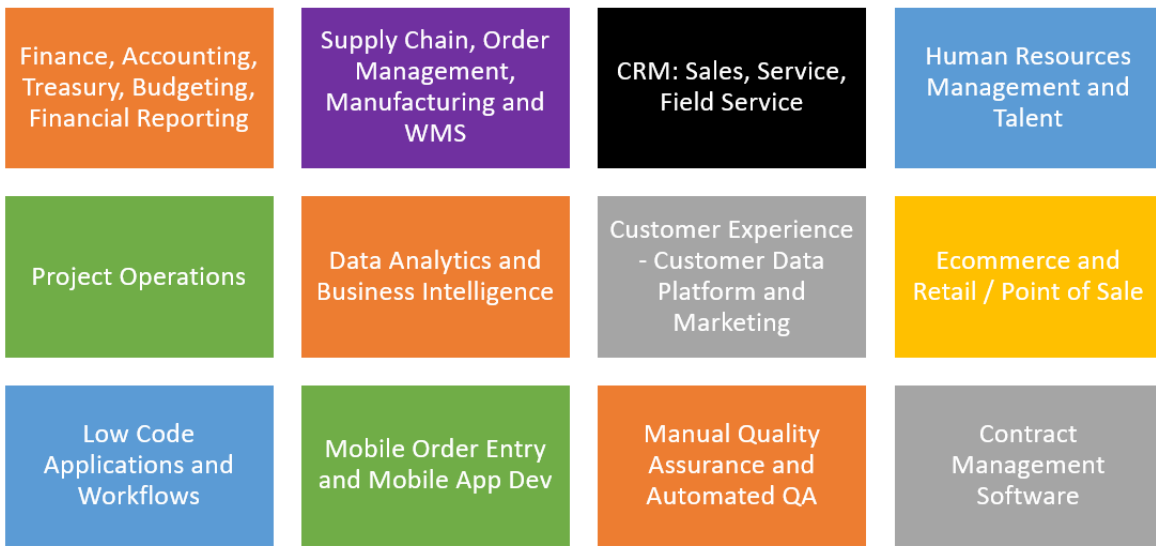 Finance, Accounting,
Treasury, Budgeting,
Financial Reporting
Supply Chain, Order
Management,
Manufacturing and
WMS
CRM: Sales, Service,
Field Service
Human Resources
Management and
Talent
Project Operations
Data Analytics and
Business Intelligence
Customer Experience
- Customer Data
Platform and
Marketing
Ecommerce and
Retail / Point of Sale
Low Code
Applications and
Workflows
Mobile Order Entry
and Mobile App Dev
Manual Quality
Assurance and
Automated QA
Contract
Management
Software